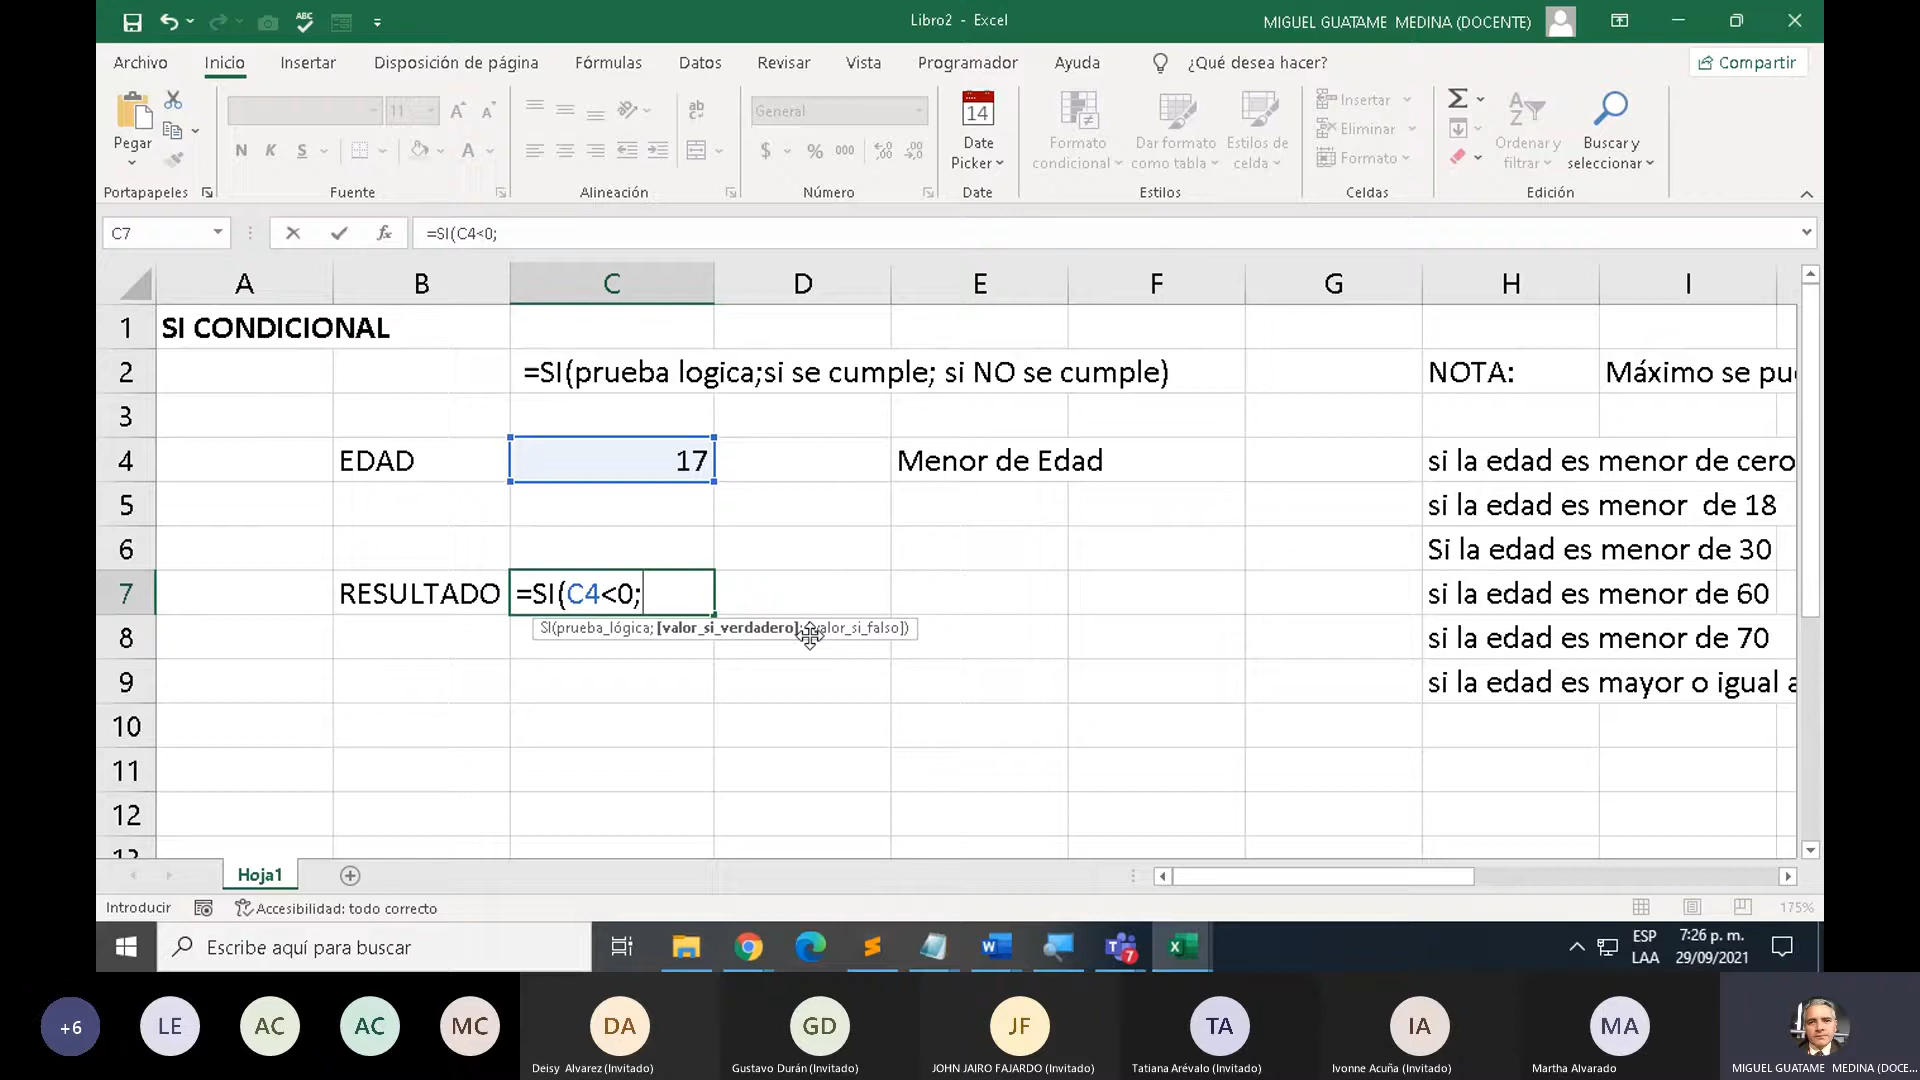 ABC
Libro2 - Excel
MIGUEL GUATAME MEDINA (DOCENTE)
Archivo Inicio Insertar Disposición de página Fórmulas Datos Revisar Vista Programador Ayuda ¿Qué desea hacer? Compartir
Pegar
Portapapeles
11
N K S
Fuente
ab
Alineación
General
$ % 000
Número
14
Date
Picker
Date
Formato
condicional
Dar formato
como tabla
Estilos de
celda
Estilos
Insertar
Eliminar
Formato
Celdas
Ordenar y
filtrar
Buscar y
seleccionar
Edición
C7 fx =SI(C4<0;
A B C D E F G H I
1 SI CONDICIONAL
2 =SI(prueba logica;si se cumple; si NO se cumple) NOTA: Máximo se pu
3
4 EDAD 17 Menor de Edad si la edad es menor de cero
5 si la edad es menor de 18
6 Si la edad es menor de 30
7 RESULTADO =SI(C4<0; si la edad es menor de 60
SI(prueba_lógica; [valor_si_verdadero]; [valor_si_falso])
8 si la edad es menor de 70
9 si la edad es mayor o igual a
10
11
12
13
Hoja1
Introducir Accesibilidad: todo correcto 175%
Escribe aquí para buscar
7
ESP
LAA
7:26 p. m.
29/09/2021
+6 LE AC AC MC DA GD JF TA IA MA
Deisy Alvarez (Invitado) Gustavo Durán (Invitado) JOHN JAIRO FAJARDO (Invitado) Tatiana Arévalo (Invitado) Ivonne Acuña (Invitado) Martha Alvarado MIGUEL GUATAME MEDINA (DOCE...